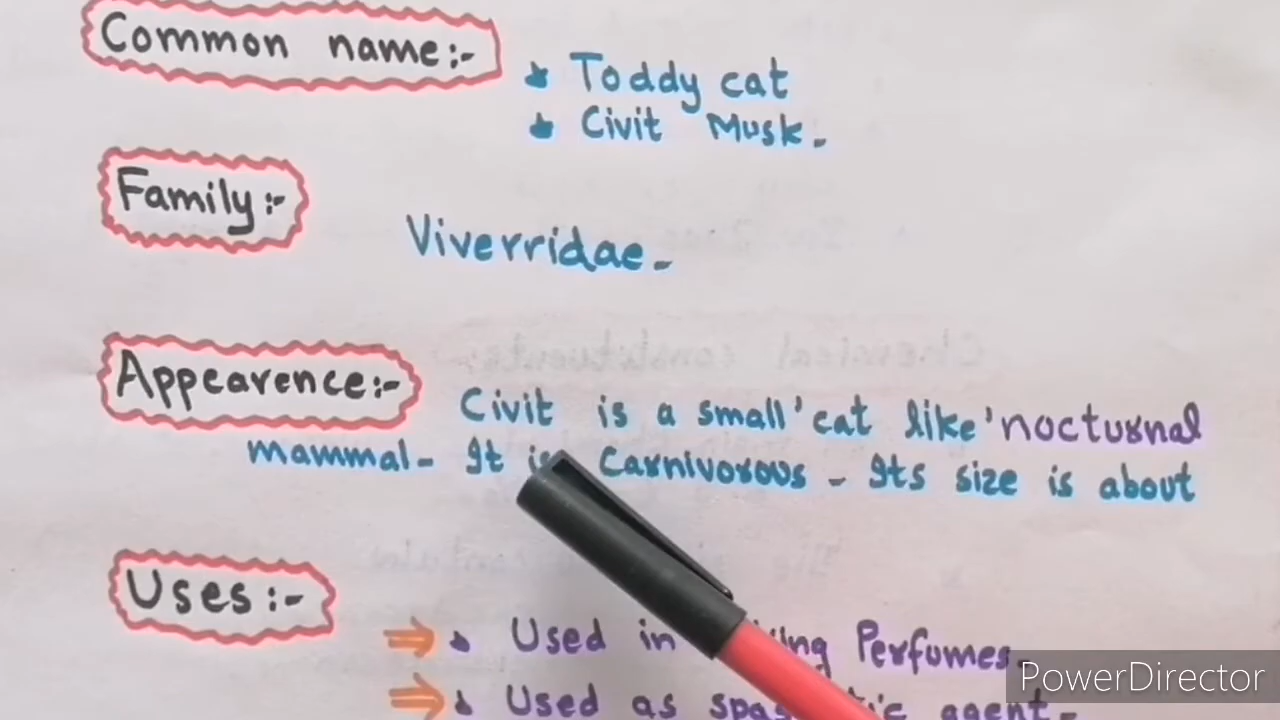 Common name:-
★ Toddy cat
★ Civit Musk.
Family:-
Viverridae.
Appearence:-
Civit is a small 'cat like' nocturnal
mammal. It is Carnivorous. Its size is about
Uses:-
⇒ ★ Used in Perfumes.
⇒ ★ Used as agent.
PowerDirector